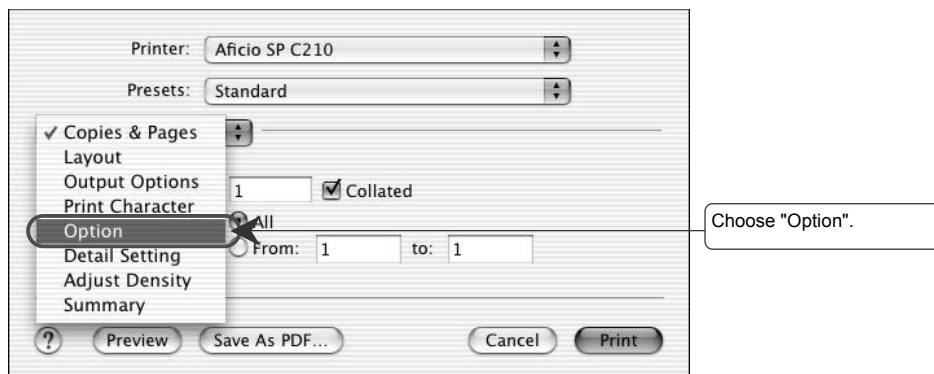 Printer: Aficio SP C210
Presets: Standard
✓ Copies & Pages
Layout
Output Options
1 Collated
Print Character
All
Option
Choose "Option".
From: 1 to: 1
Detail Setting
Adjust Density
Summary
? Preview Save As PDF... Cancel Print